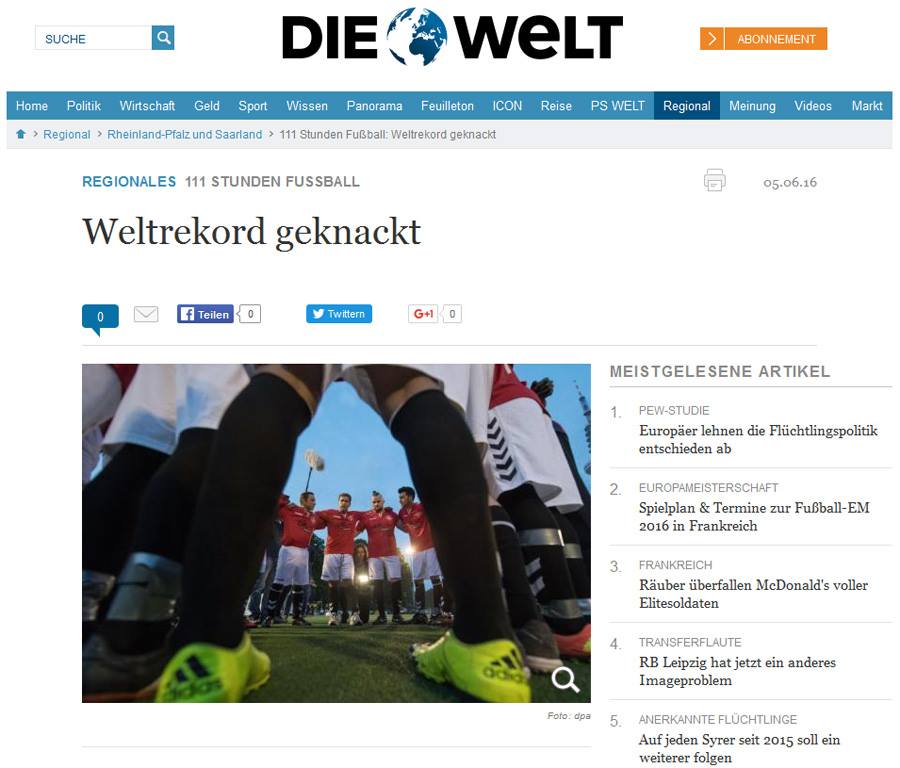 SUCHE
DIE WELT
ABONNEMENT
Home Politik Wirtschaft Geld Sport Wissen Panorama Feuilleton ICON Reise PS WELT Regional Meinung Videos Markt
Regional > Rheinland-Pfalz und Saarland > 111 Stunden Fußball: Weltrekord geknackt
REGIONALES 111 STUNDEN FUSSBALL
05.06.16
Weltrekord geknackt
0
Teilen 0
Twittern
G+1 0
MEISTGELESENE ARTIKEL
1. PEW-STUDIE
Europäer lehnen die Flüchtlingspolitik
entschieden ab
2. EUROPAMEISTERSCHAFT
Spielplan & Termine zur Fußball-EM
2016 in Frankreich
3. FRANKREICH
Räuber überfallen McDonald's voller
Elitesoldaten
4. TRANSFERFLAUTE
RB Leipzig hat jetzt ein anderes
Imageproblem
5. ANERKANNTE FLÜCHTLINGE
Auf jeden Syrer seit 2015 soll ein
weiterer folgen
adidas
adidas
Foto: dpa